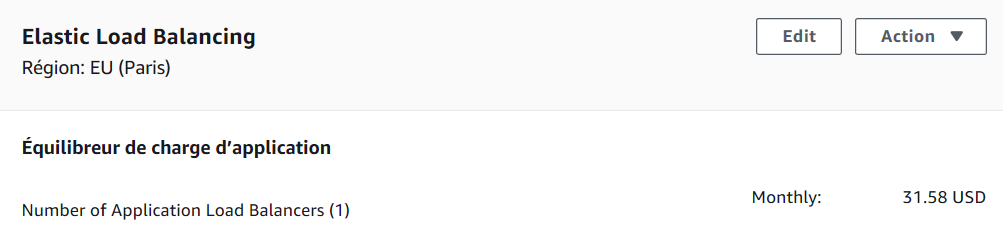 Elastic Load Balancing
Edit
Action
Région: EU (Paris)
Équilibreur de charge d’application
Number of Application Load Balancers (1)
Monthly: 31.58 USD